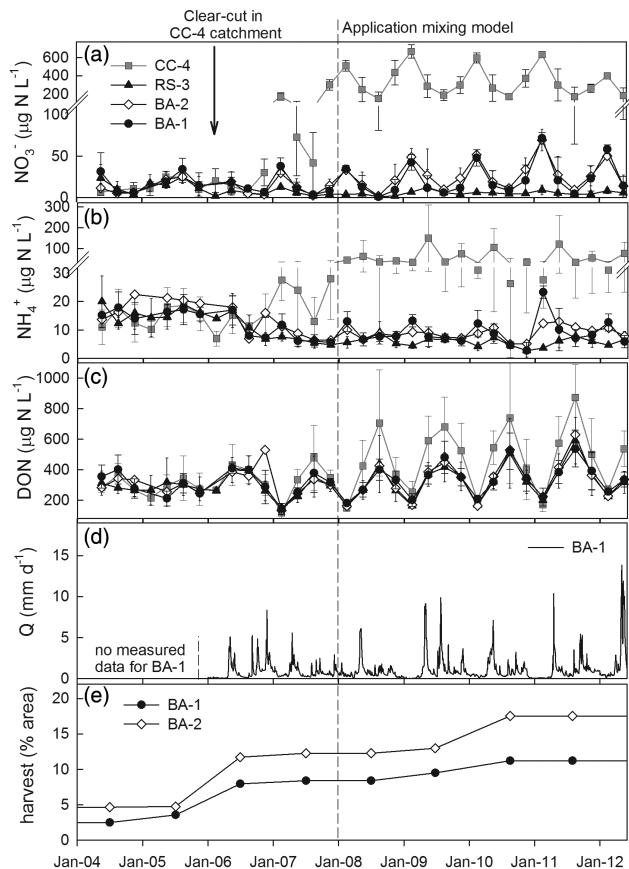 Clear-cut in
CC-4 catchment
Application mixing model
(a)
CC-4
RS-3
BA-2
BA-1
NO₃⁻ (µg N L⁻¹)
600
400
200
100
50
0
(b)
NH₄⁺ (µg N L⁻¹)
300
200
100
30
20
10
0
(c)
DON (µg N L⁻¹)
1000
800
600
400
200
(d)
BA-1
Q (mm d⁻¹)
15
10
5
0
no measured
data for BA-1
(e)
BA-1
BA-2
harvest (% area)
20
15
10
5
0
Jan-04 Jan-05 Jan-06 Jan-07 Jan-08 Jan-09 Jan-10 Jan-11 Jan-12